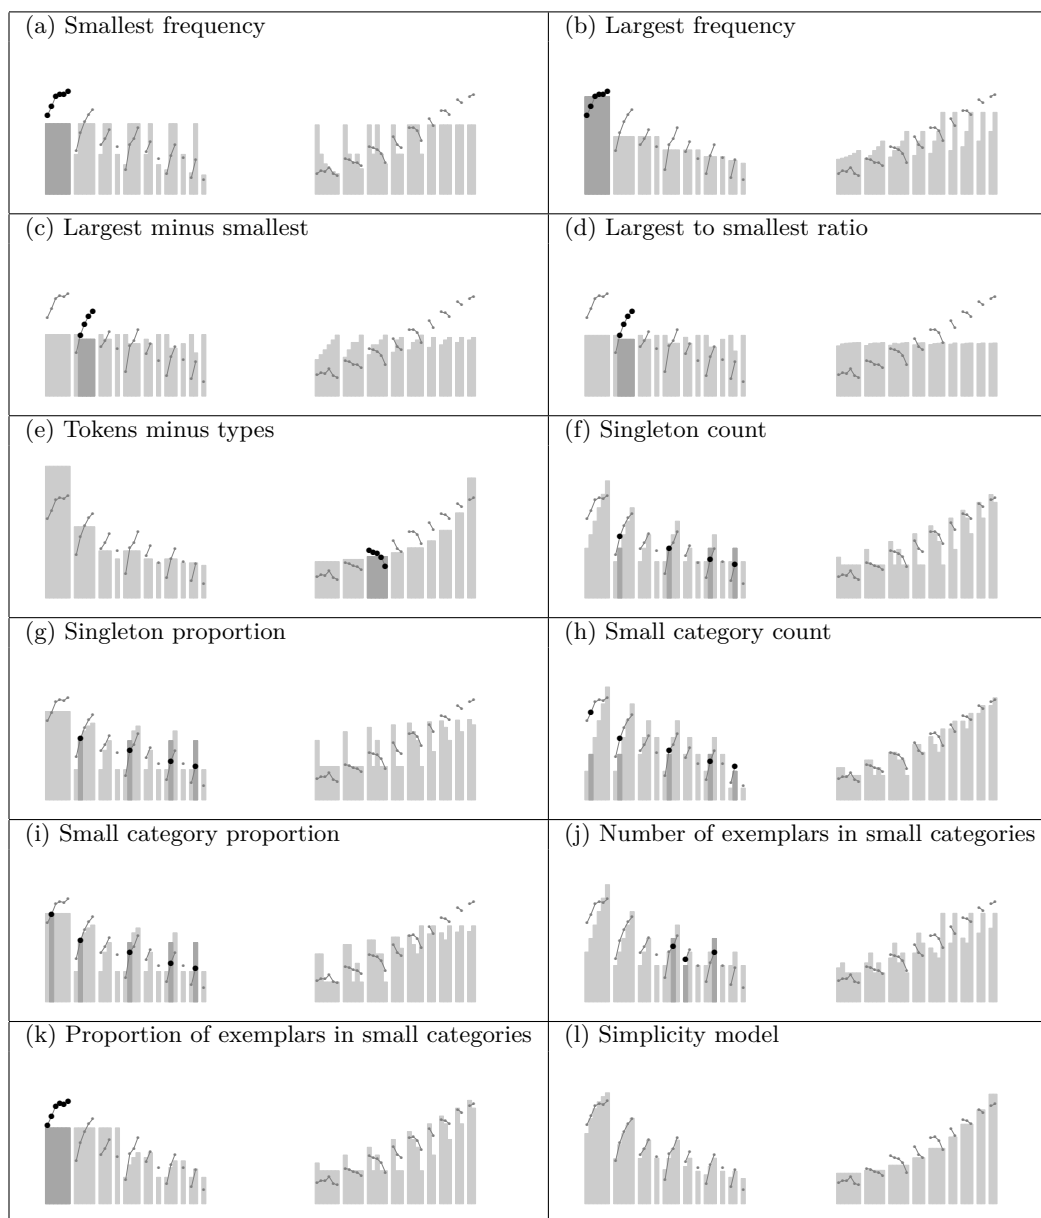 (a) Smallest frequency
(b) Largest frequency
(c) Largest minus smallest
(d) Largest to smallest ratio
(e) Tokens minus types
(f) Singleton count
(g) Singleton proportion
(h) Small category count
(i) Small category proportion
(j) Number of exemplars in small categories
(k) Proportion of exemplars in small categories
(l) Simplicity model